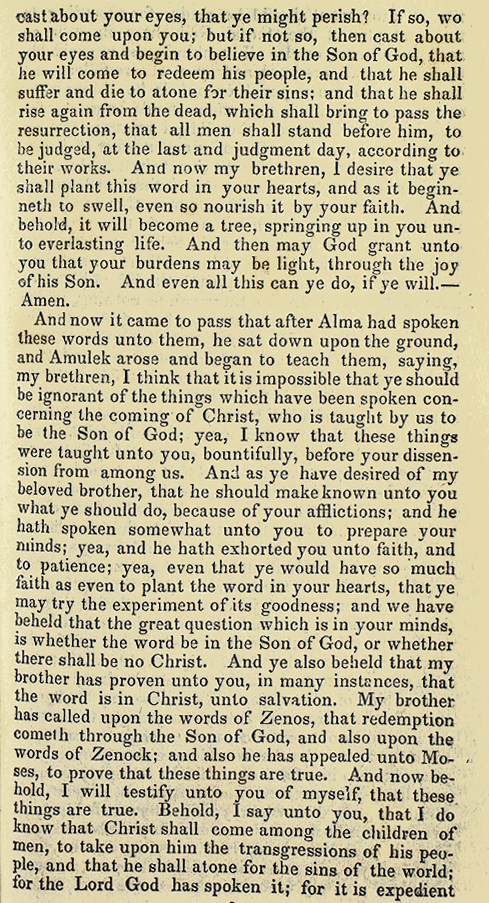 cast about your eyes, that ye might perish? If so, wo
shall come upon you; but if not so, then cast about
your eyes and begin to believe in the Son of God, that
he will come to redeem his people, and that he shall
suffer and die to atone for their sins; and that he shall
rise again from the dead, which shall bring to pass the
resurrection, that all men shall stand before him, to
be judged, at the last and judgment day, according to
their works. And now my brethren, I desire that ye
shall plant this word in your hearts, and as it begin-
neth to swell, even so nourish it by your faith. And
behold, it will become a tree, springing up in you un-
to everlasting life. And then may God grant unto
you that your burdens may be light, through the joy
of his Son. And even all this can ye do, if ye will.—
Amen.
And now it came to pass that after Alma had spoken
these words unto them, he sat down upon the ground,
and Amulek arose and began to teach them, saying,
my brethren, I think that it is impossible that ye should
be ignorant of the things which have been spoken con-
cerning the coming of Christ, who is taught by us to
be the Son of God; yea, I know that these things
were taught unto you, bountifully, before your dissen-
sion from among us. And as ye have desired of my
beloved brother, that he should make known unto you
what ye should do, because of your afflictions; and he
hath spoken somewhat unto you to prepare your
minds; yea, and he hath exhorted you unto faith, and
to patience; yea, even that ye would have so much
faith as even to plant the word in your hearts, that ye
may try the experiment of its goodness; and we have
beheld that the great question which is in your minds,
is whether the word be in the Son of God, or whether
there shall be no Christ. And ye also beheld that my
brother has proven unto you, in many instances, that
the word is in Christ, unto salvation. My brother
has called upon the words of Zenos, that redemption
cometh through the Son of God, and also upon the
words of Zenock; and also he has appealed unto Mo-
ses, to prove that these things are true. And now be-
hold, I will testify unto you of myself, that these
things are true. Behold, I say unto you, that I do
know that Christ shall come among the children of
men, to take upon him the transgressions of his peo-
ple, and that he shall atone for the sins of the world;
for the Lord God has spoken it; for it is expedient